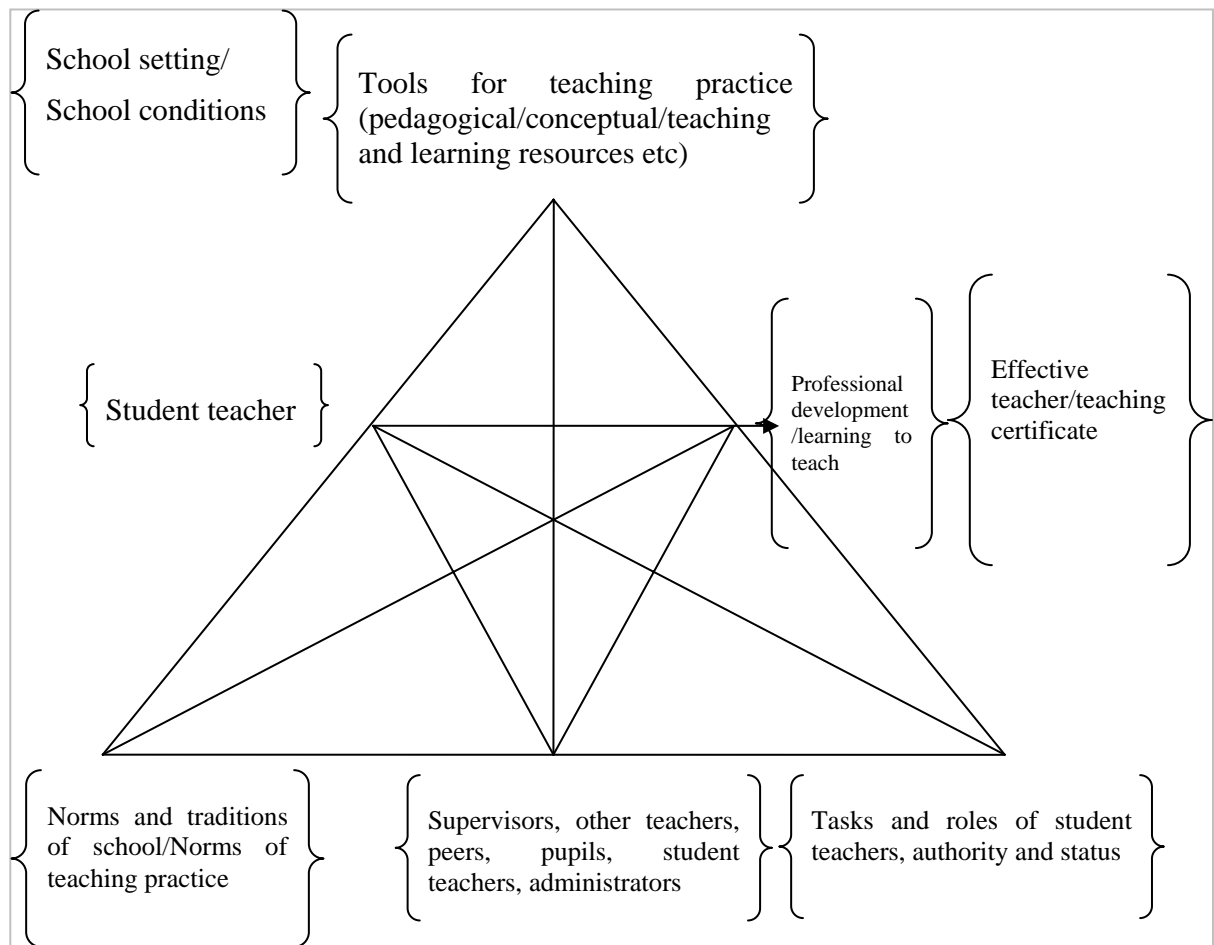 School setting/
School conditions
Tools for teaching practice
(pedagogical/conceptual/teaching
and learning resources etc)
Student teacher
Professional
development
/learning to
teach
Effective
teacher/teaching
certificate
Norms and traditions
of school/Norms of
teaching practice
Supervisors, other teachers,
peers, pupils, student
teachers, administrators
Tasks and roles of student
teachers, authority and status